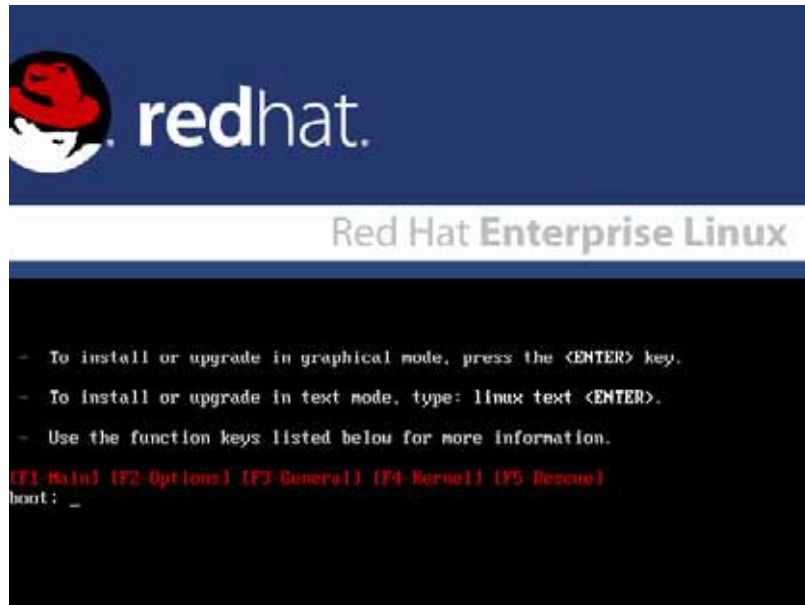 redhat.
Red Hat Enterprise Linux
- To install or upgrade in graphical mode, press the <ENTER> key.
- To install or upgrade in text mode, type: linux text <ENTER>.
- Use the function keys listed below for more information.
[F1-Main] [F2-Options] [F3-General] [F4-Kernel] [F5-Rescue]
boot: _